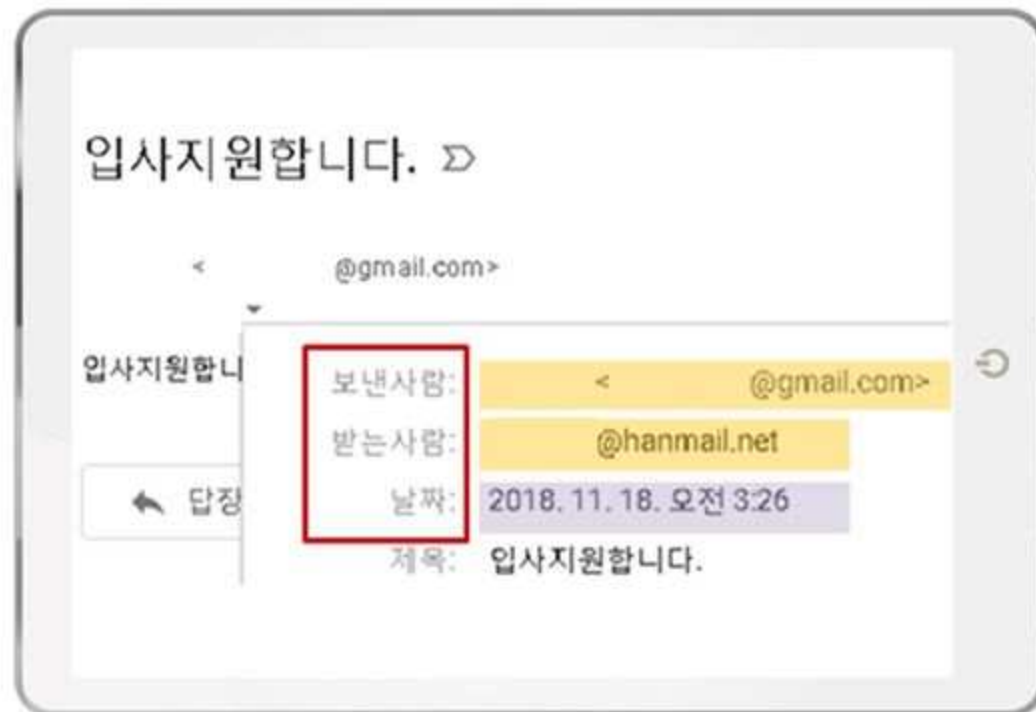 입사지원합니다.
< @gmail.com>
입사지원합니
보낸사람: < @gmail.com>
받는사람: @hanmail.net
날짜: 2018. 11. 18. 오전 3:26
제목: 입사지원합니다.
답장